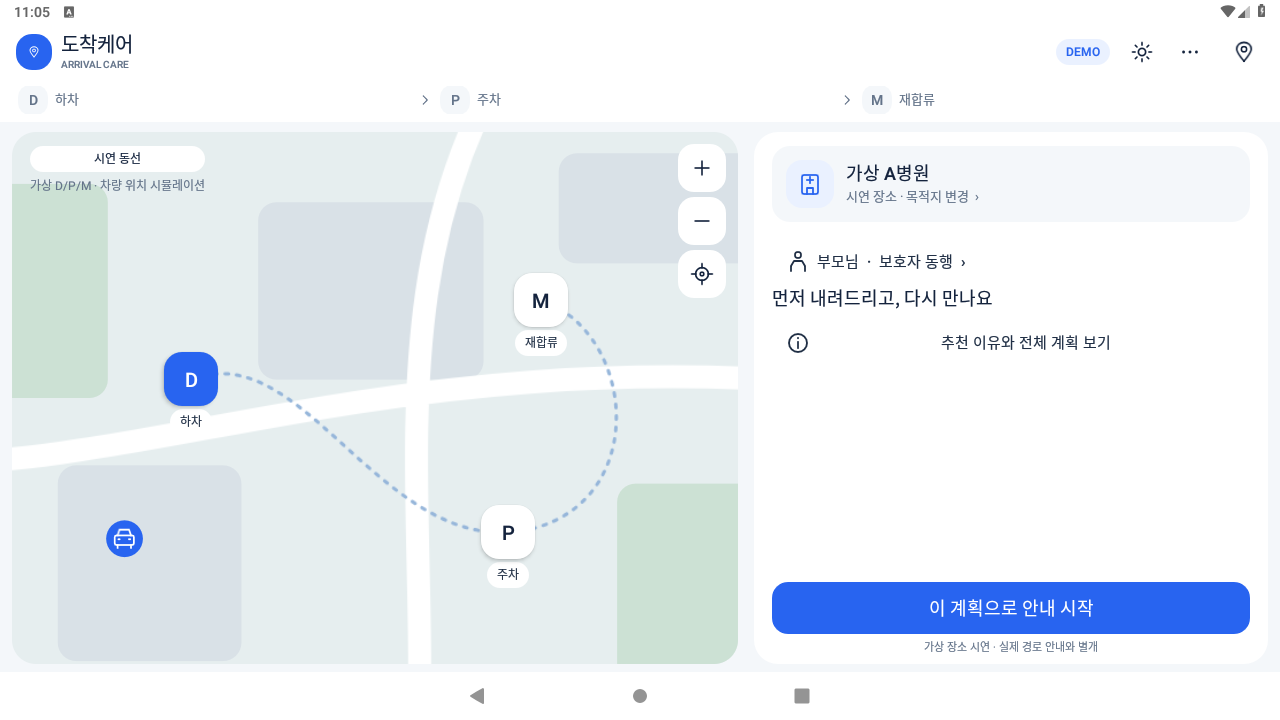 11:05
도착케어
ARRIVAL CARE
DEMO
D 하차
P 주차
M 재합류
시연 동선
가상 D/P/M · 차량 위치 시뮬레이션
M
재합류
D
하차
P
주차
가상 A병원
시연 장소 · 목적지 변경 ›
부모님 · 보호자 동행 ›
먼저 내려드리고, 다시 만나요
추천 이유와 전체 계획 보기
이 계획으로 안내 시작
가상 장소 시연 · 실제 경로 안내와 별개